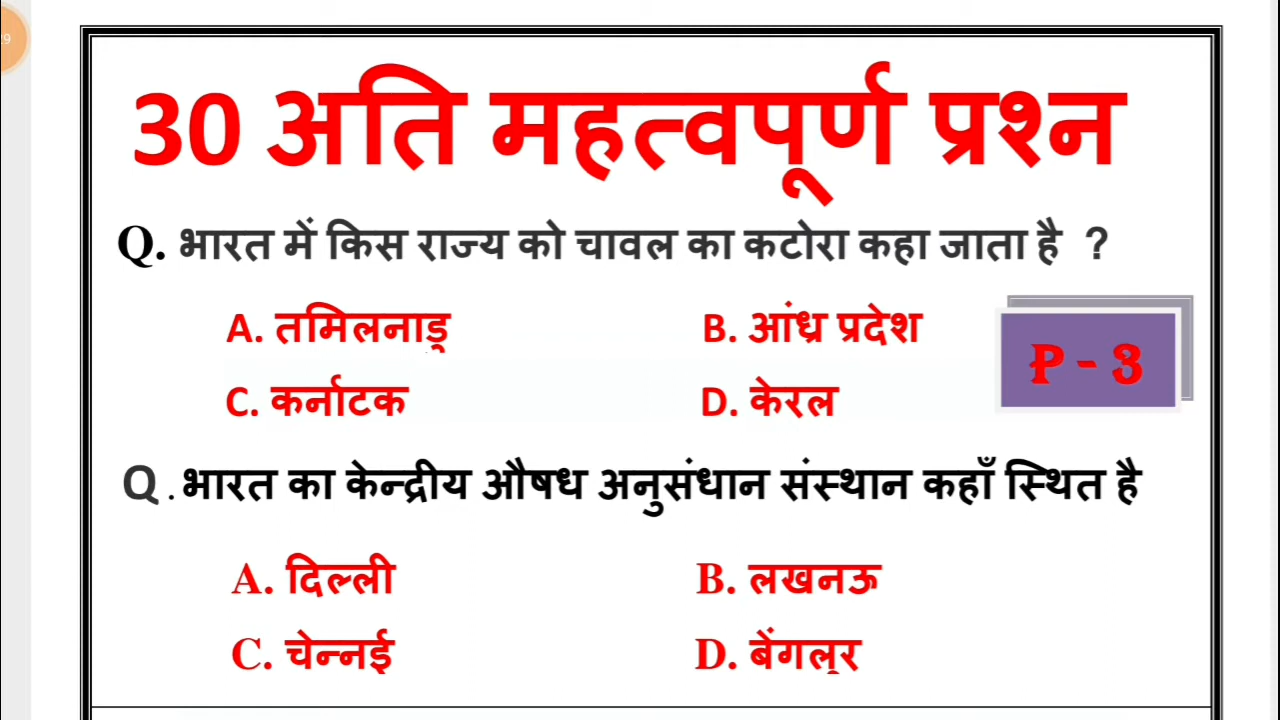 30 अति महत्वपूर्ण प्रश्न
Q. भारत में किस राज्य को चावल का कटोरा कहा जाता है ?
A. तमिलनाडु B. आंध्र प्रदेश
C. कर्नाटक D. केरल
P - 3
Q . भारत का केन्द्रीय औषध अनुसंधान संस्थान कहाँ स्थित है
A. दिल्ली B. लखनऊ
C. चेन्नई D. बेंगलूर